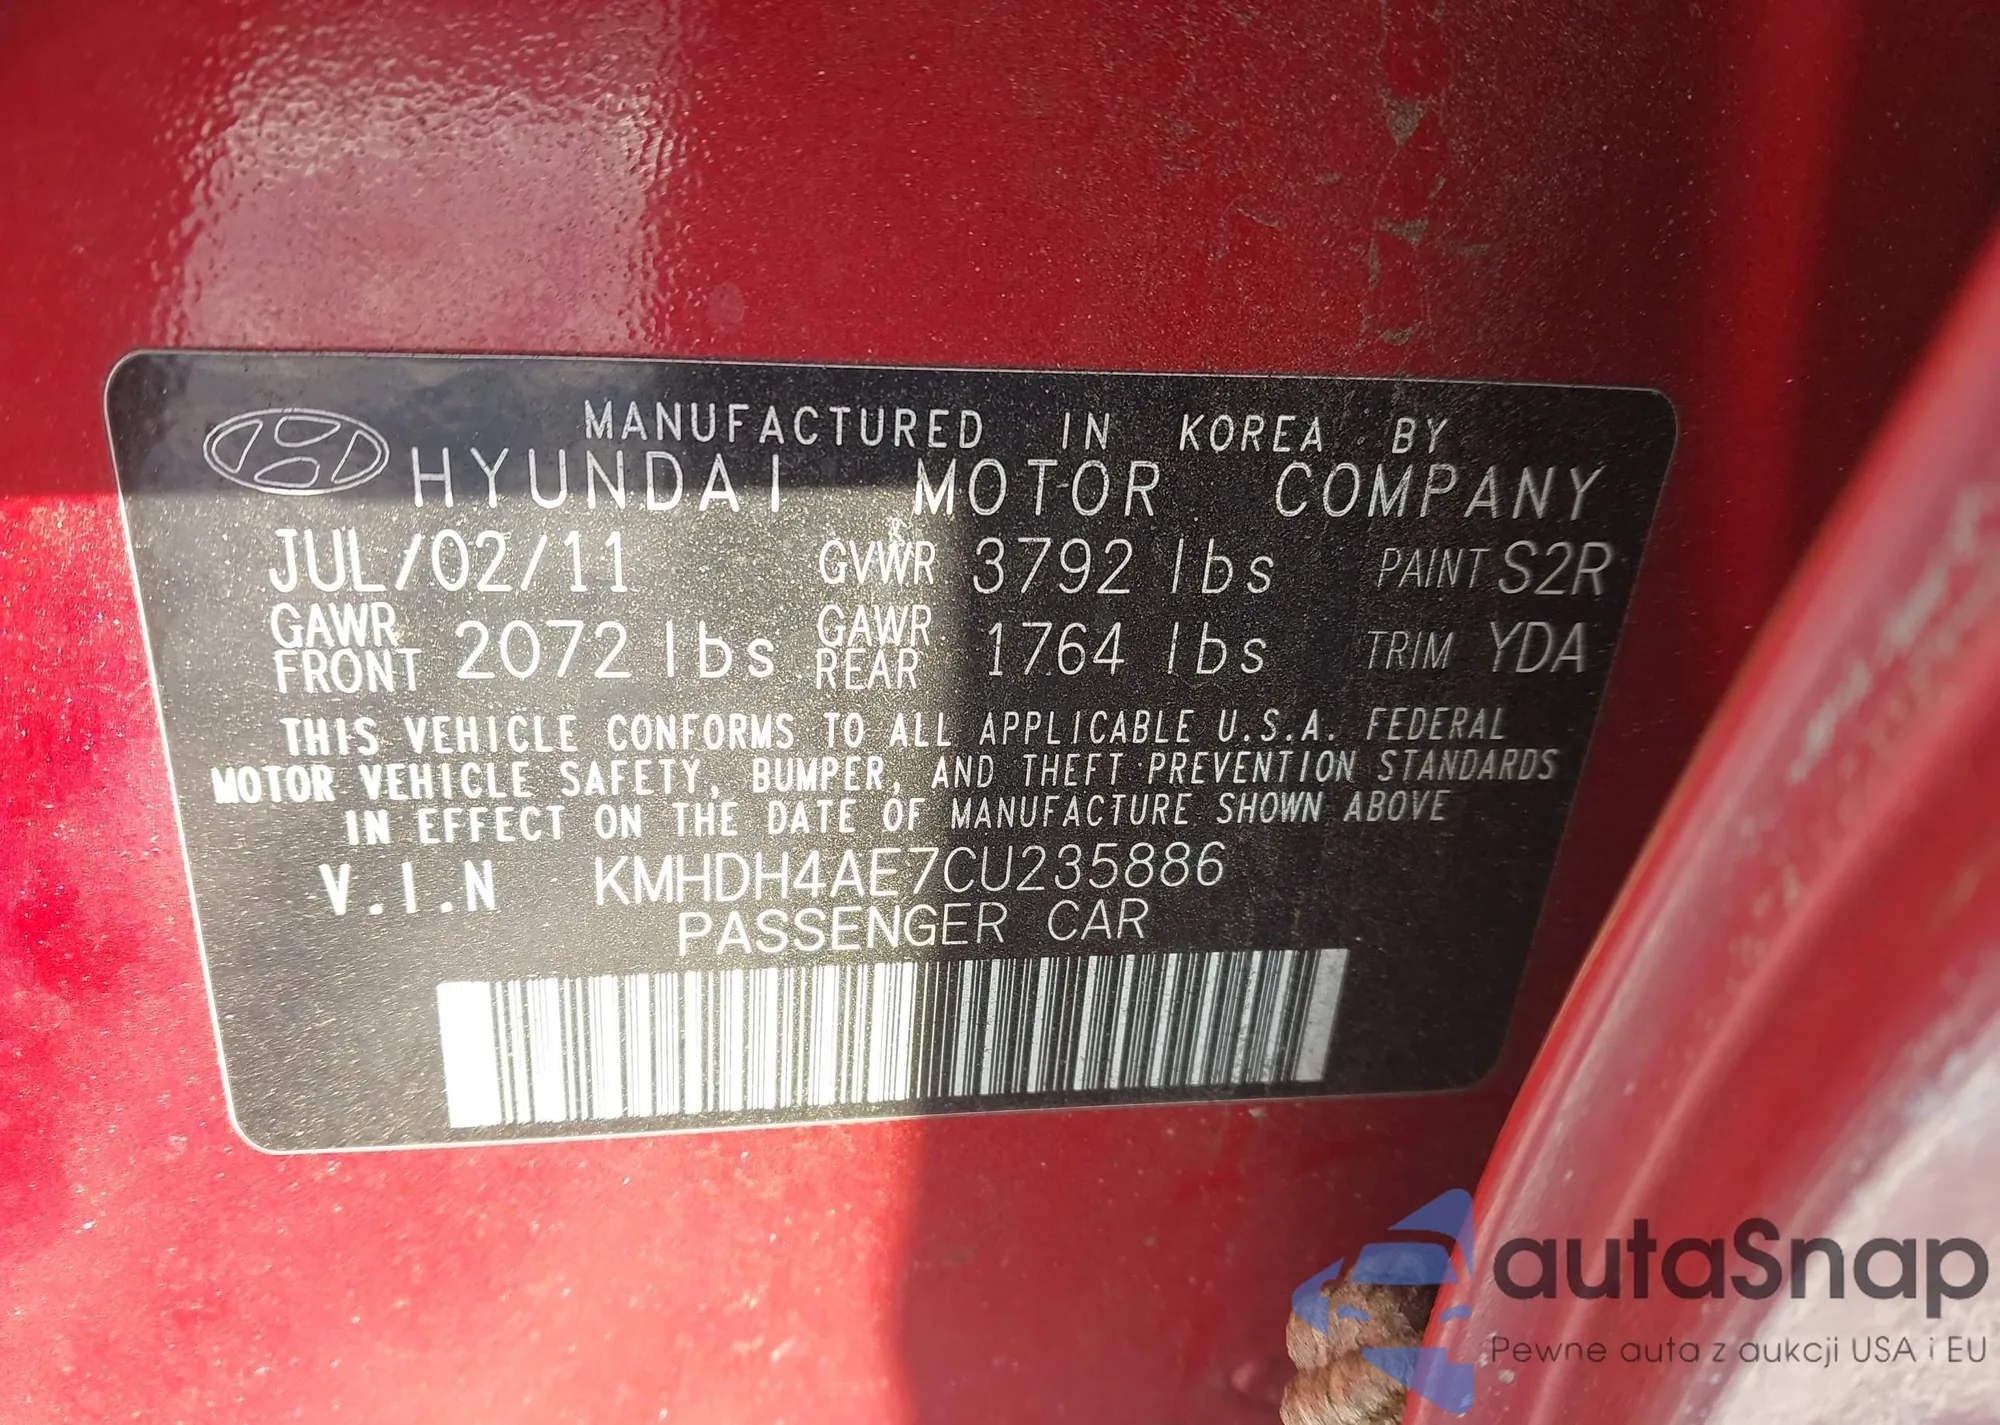 MANUFACTURED IN KOREA BY
HYUNDAI MOTOR COMPANY
JUL/02/11 GVWR 3792 lbs PAINT S2R
GAWR FRONT 2072 lbs GAWR REAR 1764 lbs TRIM YDA
THIS VEHICLE CONFORMS TO ALL APPLICABLE U.S.A. FEDERAL
MOTOR VEHICLE SAFETY, BUMPER, AND THEFT PREVENTION STANDARDS
IN EFFECT ON THE DATE OF MANUFACTURE SHOWN ABOVE
V.I.N KMHDH4AE7CU235886
PASSENGER CAR
autaSnap
Pewne auta z aukcji USA i EU